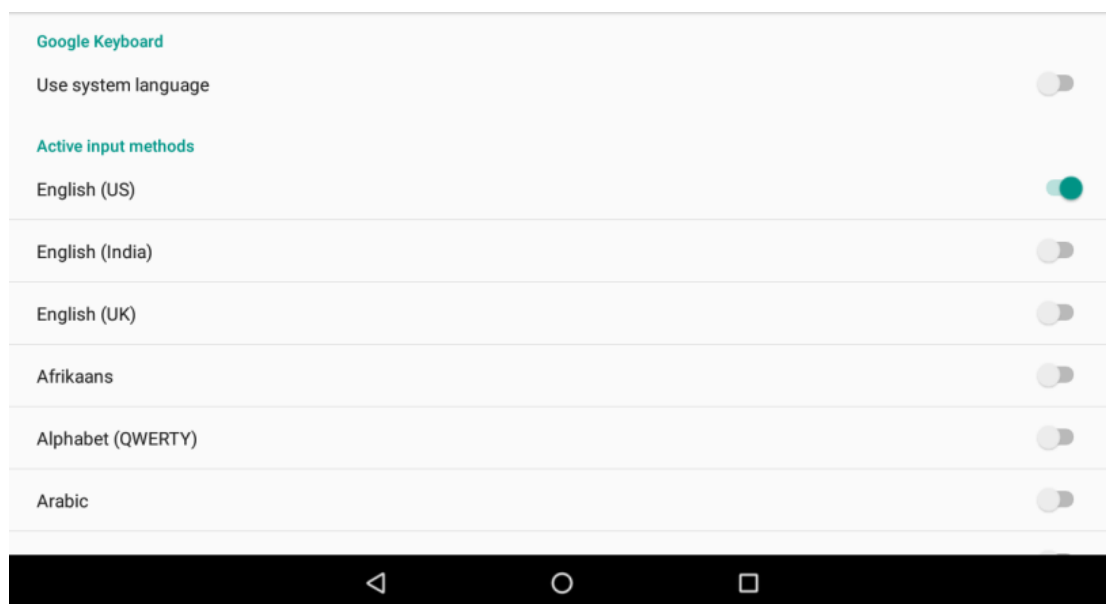 Google Keyboard
Use system language
Active input methods
English (US)
English (India)
English (UK)
Afrikaans
Alphabet (QWERTY)
Arabic